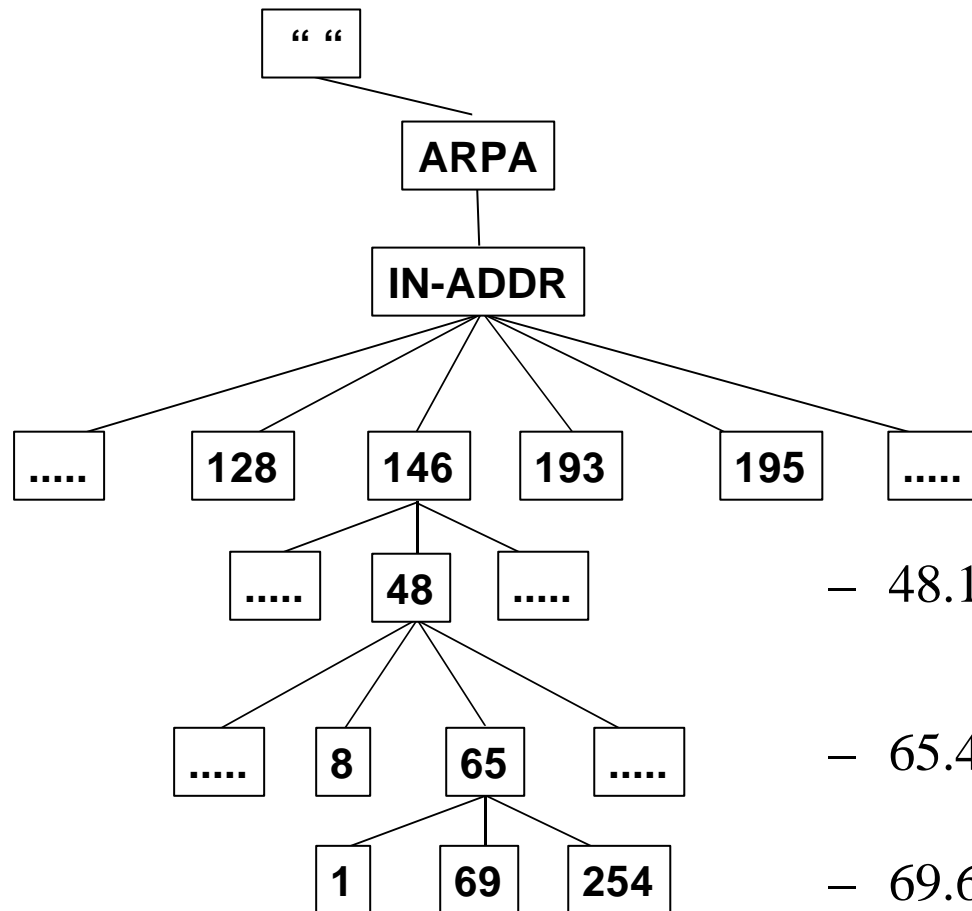 “ “
ARPA
IN-ADDR
..... 128 146 193 195 .....
..... 48 ..... – 48.1
..... 8 65 ..... – 65.4
1 69 254 – 69.6